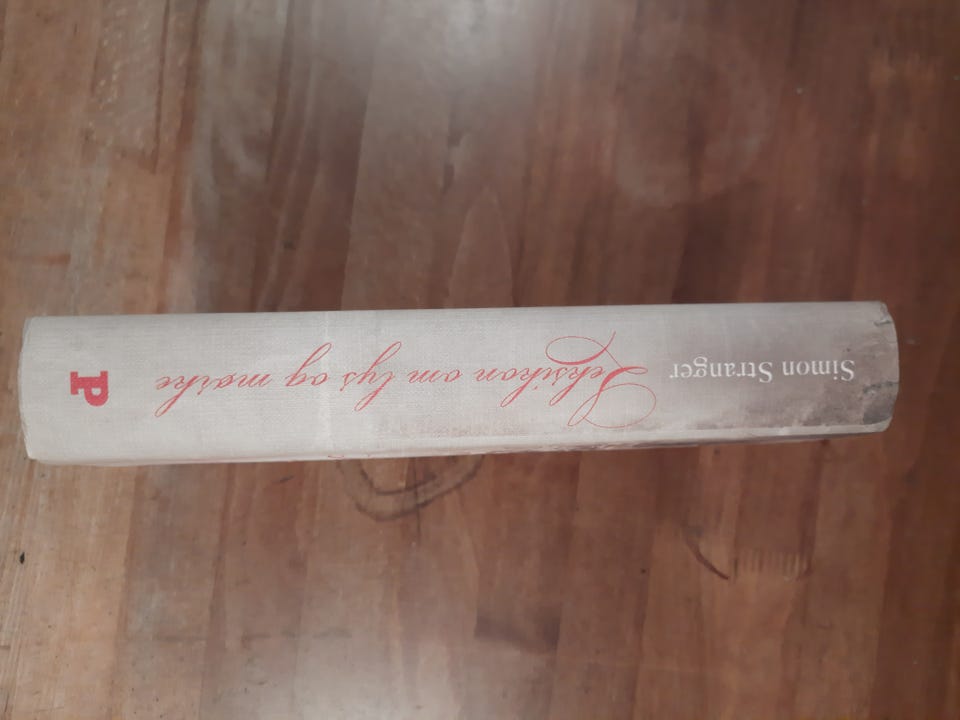 Simon Stranger
Leksikon om lys og mørke
P